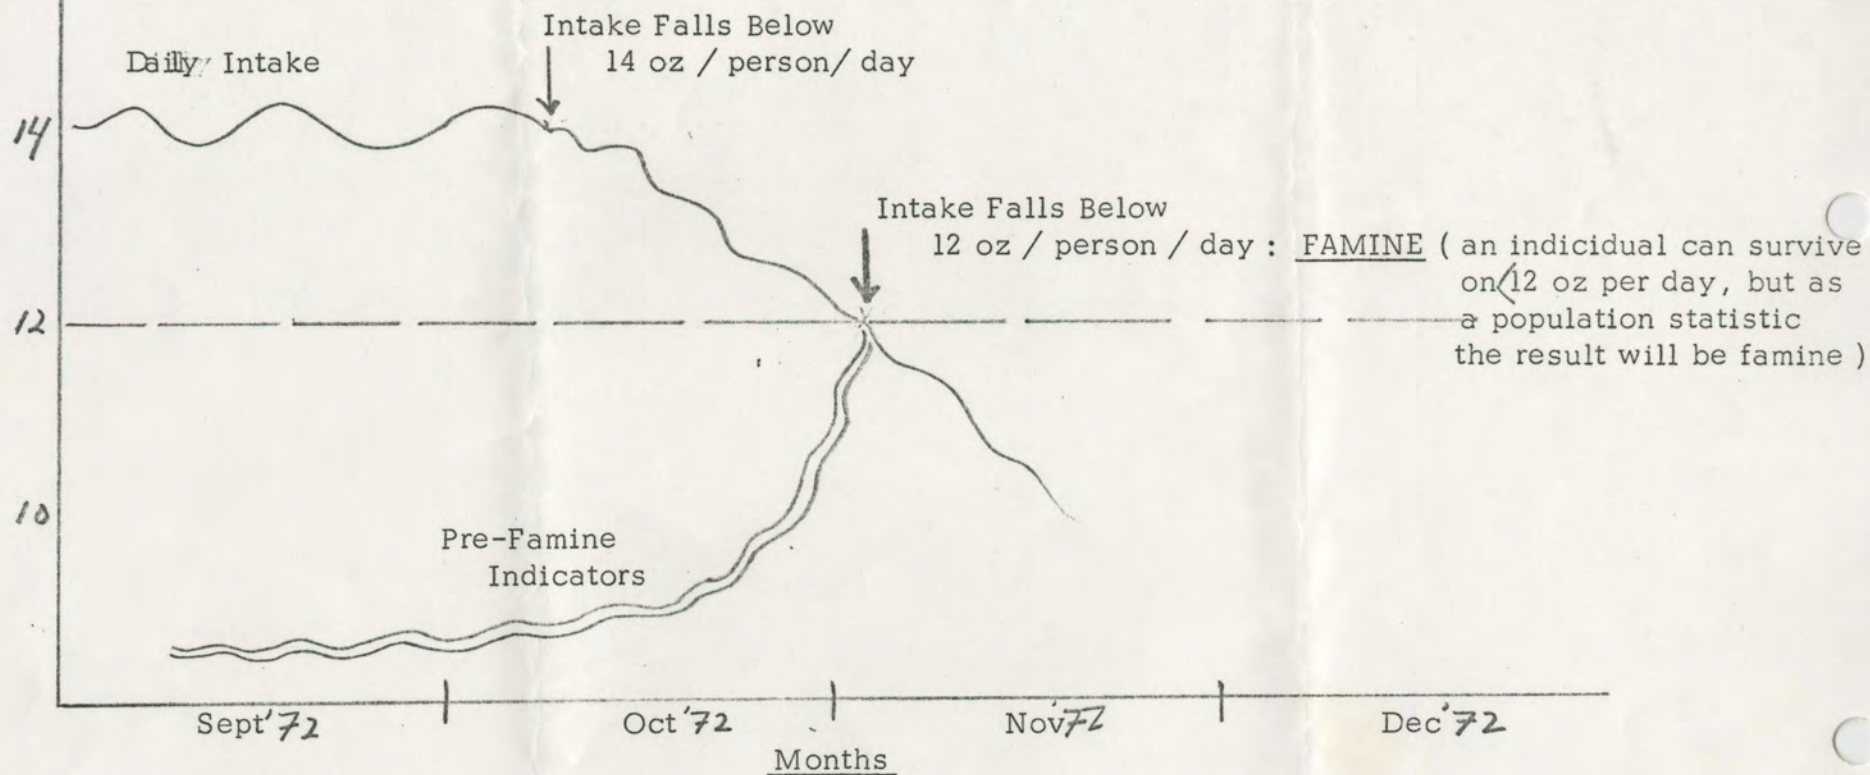 Intake Falls Below
14 oz / person/ day
Daily Intake
14
Intake Falls Below
12 oz / person / day : FAMINE ( an indicidual can survive
on 12 oz per day, but as
12
a population statistic
the result will be famine )
10
Pre-Famine
Indicators
Sept '72 Oct '72 Nov '72 Dec '72
Months